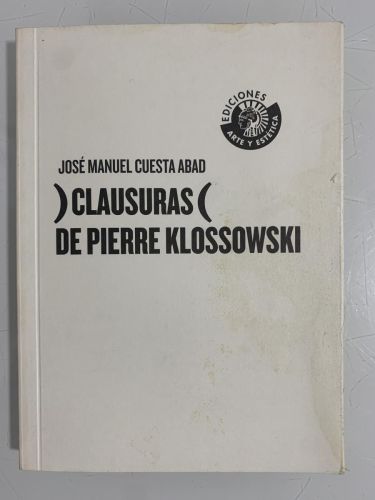 EDICIONES
ARTE Y ESTÉTICA
JOSÉ MANUEL CUESTA ABAD
)CLAUSURAS(
DE PIERRE KLOSSOWSKI